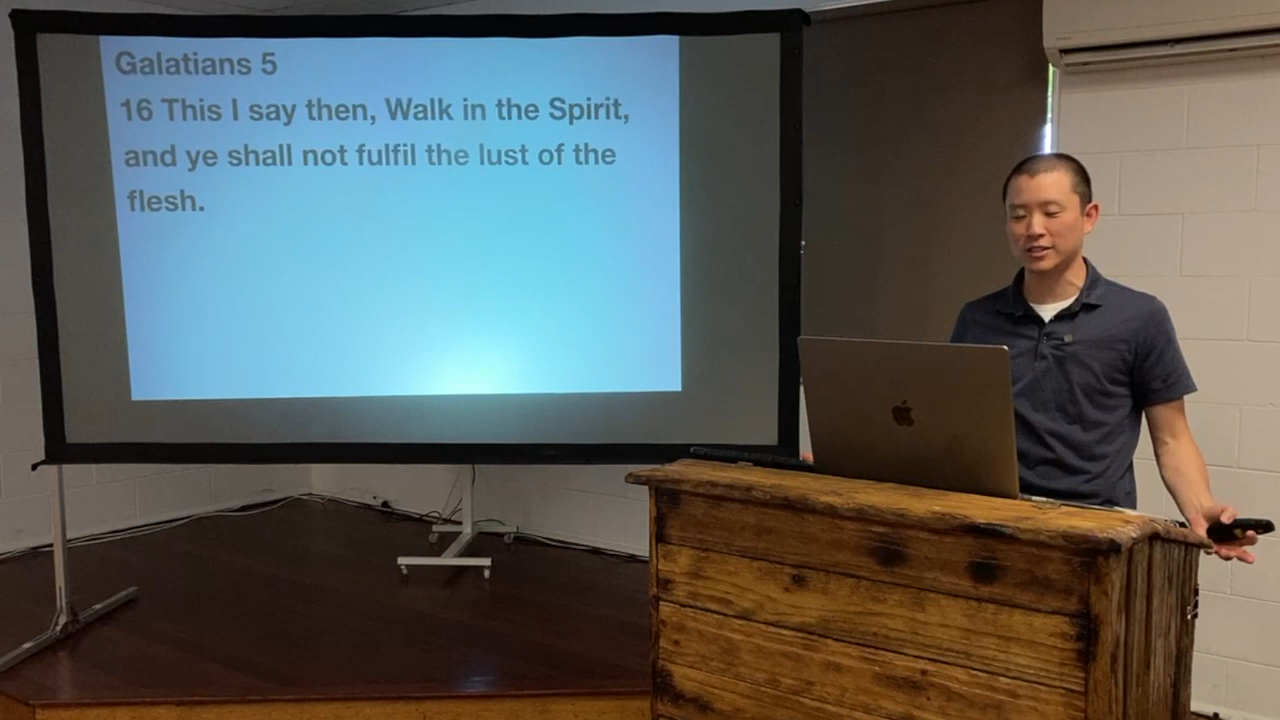 Galatians 5
16 This I say then, Walk in the Spirit,
and ye shall not fulfil the lust of the
flesh.